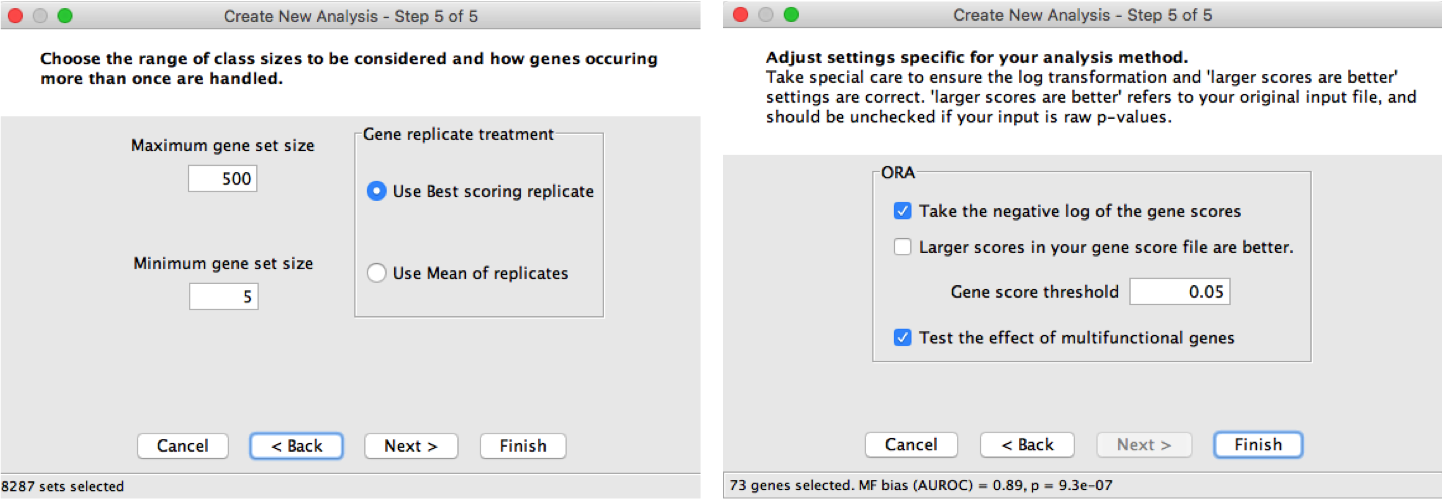 Create New Analysis - Step 5 of 5
Choose the range of class sizes to be considered and how genes occuring
more than once are handled.
Maximum gene set size
500
Minimum gene set size
5
Gene replicate treatment
Use Best scoring replicate
Use Mean of replicates
Cancel
< Back
Next >
Finish
8287 sets selected
Create New Analysis - Step 5 of 5
Adjust settings specific for your analysis method.
Take special care to ensure the log transformation and 'larger scores are better'
settings are correct. 'larger scores are better' refers to your original input file, and
should be unchecked if your input is raw p-values.
ORA
Take the negative log of the gene scores
Larger scores in your gene score file are better.
Gene score threshold 0.05
Test the effect of multifunctional genes
Cancel
< Back
Next >
Finish
73 genes selected. MF bias (AUROC) = 0.89, p = 9.3e-07